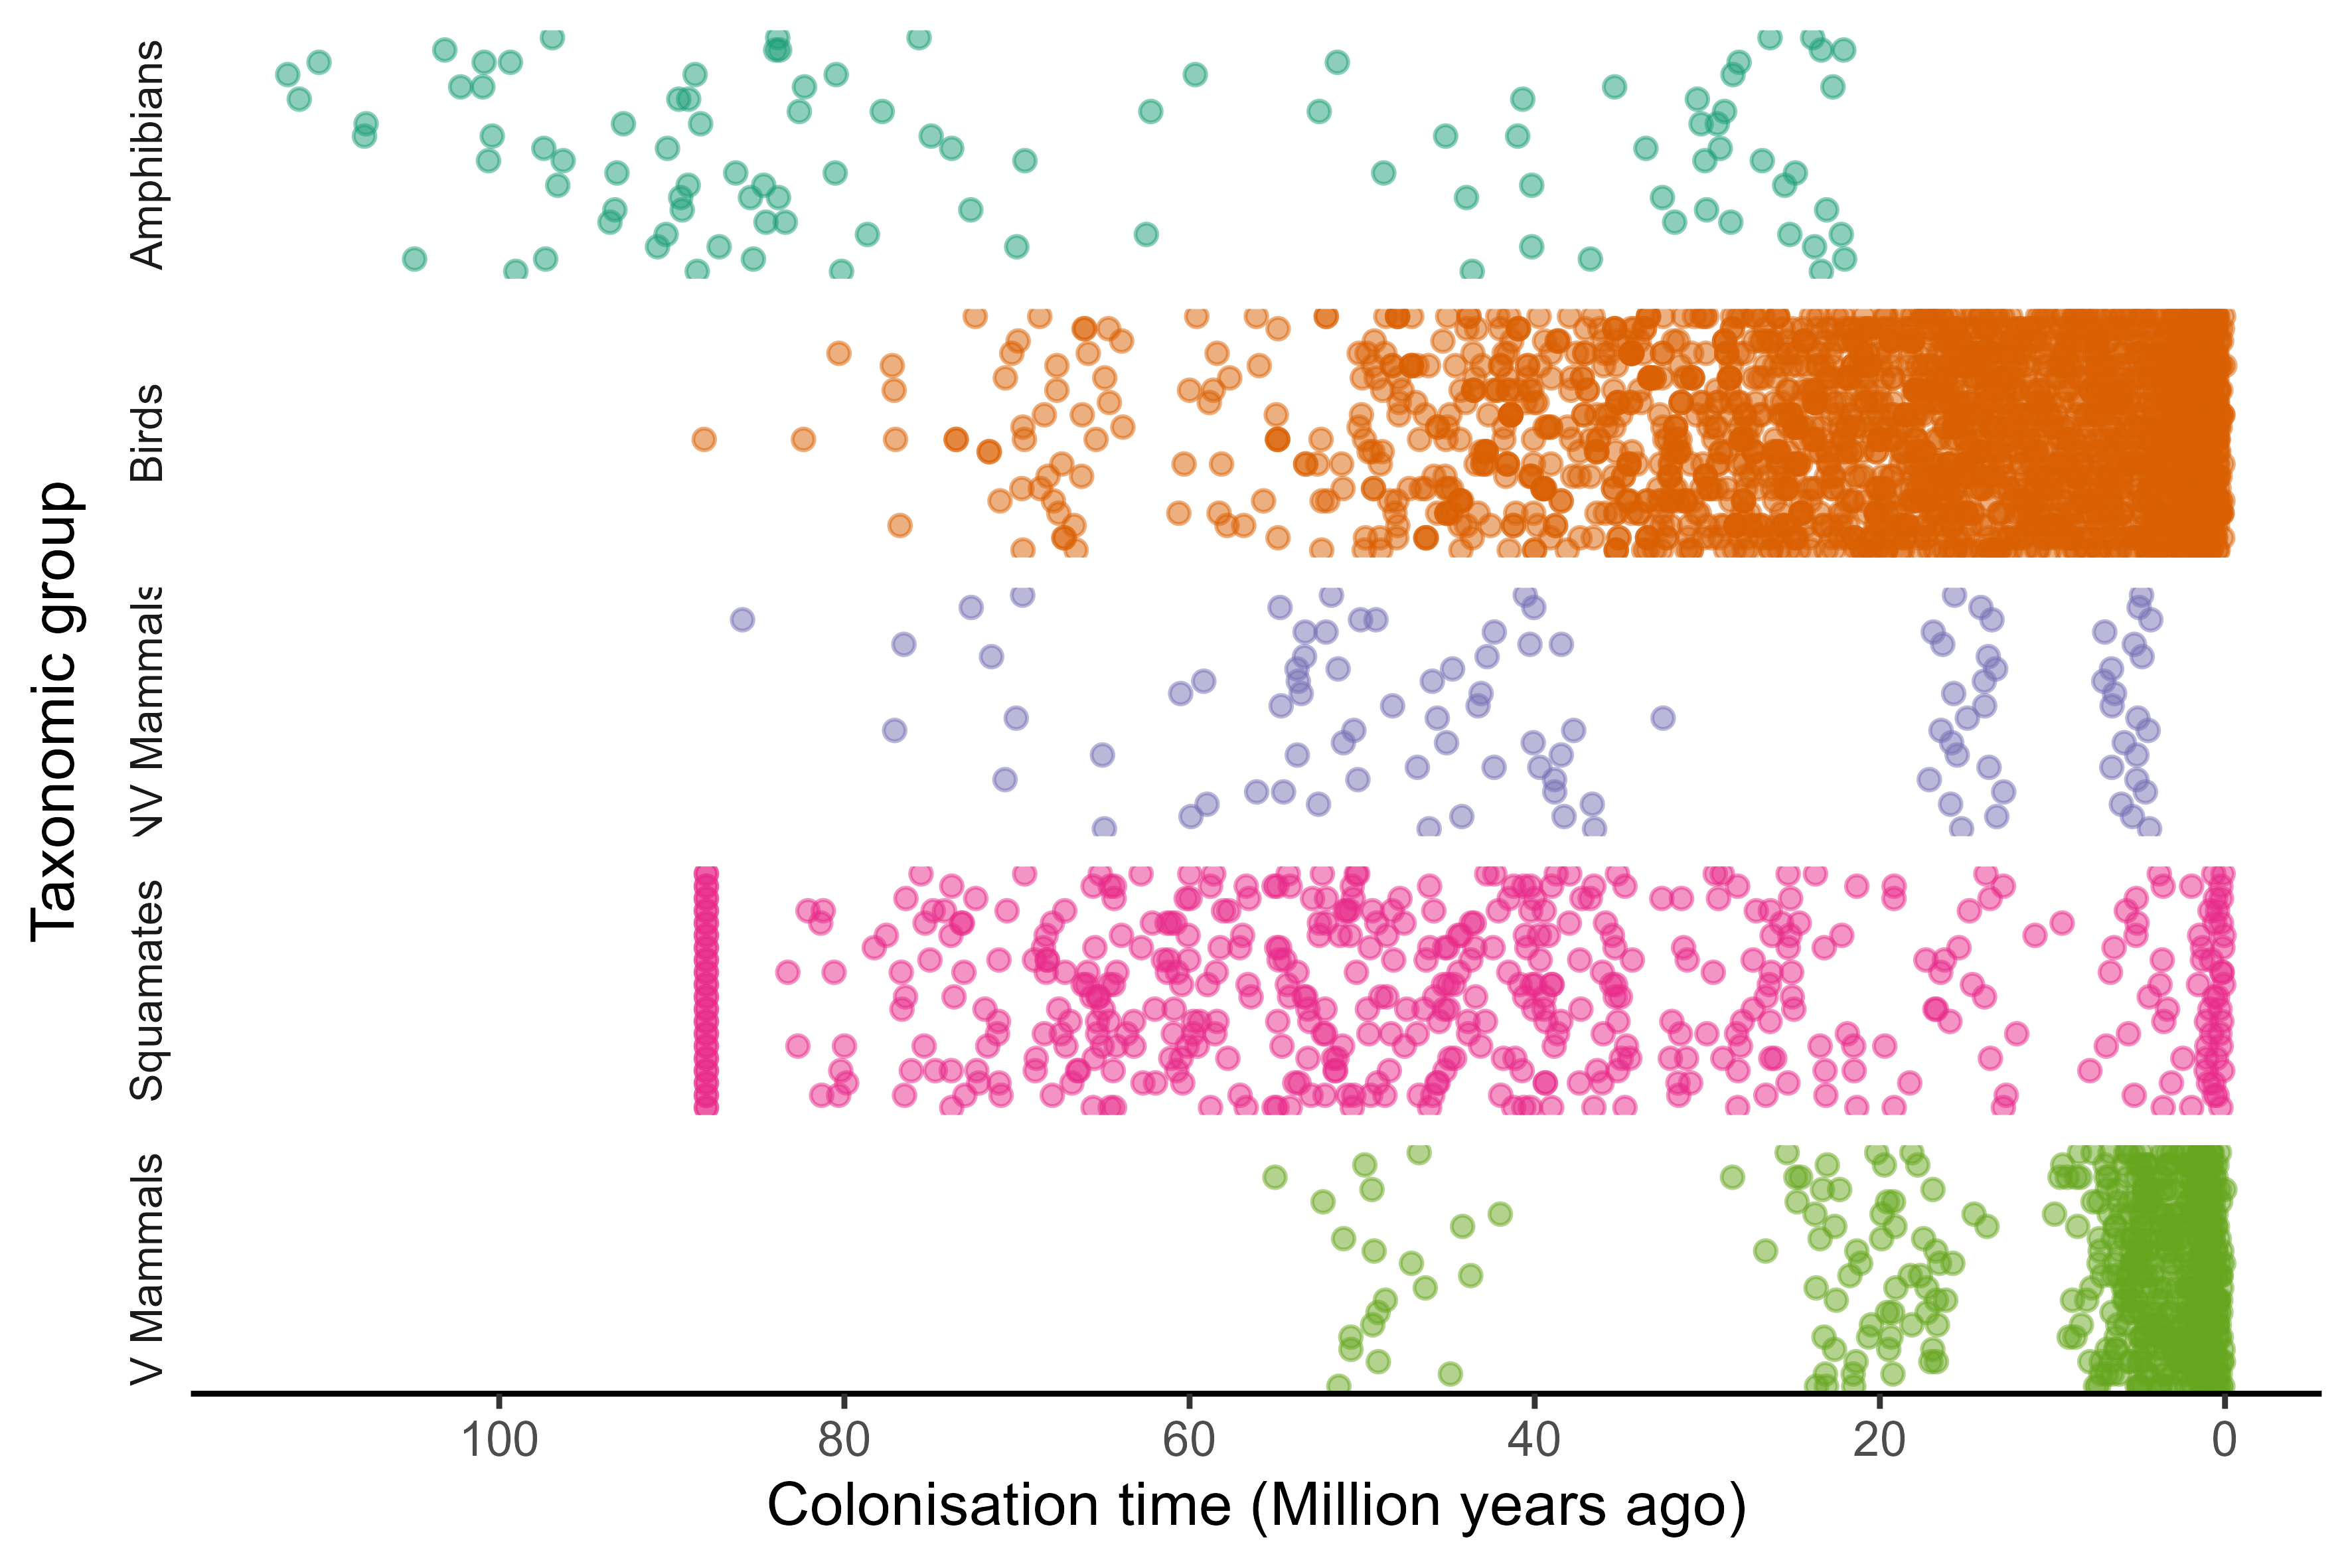 Taxonomic group
Amphibians
Birds
NV Mammals
Squamates
V Mammals
100 80 60 40 20 0
Colonisation time (Million years ago)